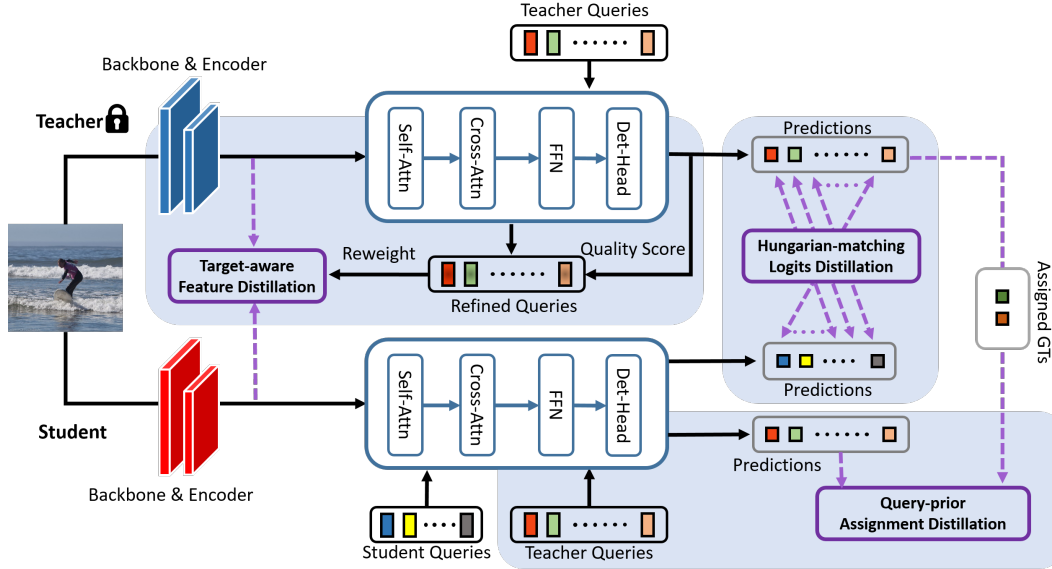 Teacher Queries
Backbone & Encoder
Teacher
Self-Attn
Cross-Attn
FFN
Det-Head
Predictions
Hungarian-matching
Logits Distillation
Quality Score
Reweight
Target-aware
Feature Distillation
Refined Queries
Assigned GTs
Self-Attn
Cross-Attn
FFN
Det-Head
Predictions
Student
Predictions
Backbone & Encoder
Query-prior
Assignment Distillation
Student Queries
Teacher Queries